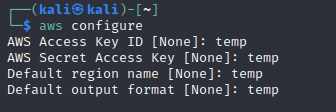 ┌──(kali㉿kali)-[~]
└─$ aws configure
AWS Access Key ID [None]: temp
AWS Secret Access Key [None]: temp
Default region name [None]: temp
Default output format [None]: temp